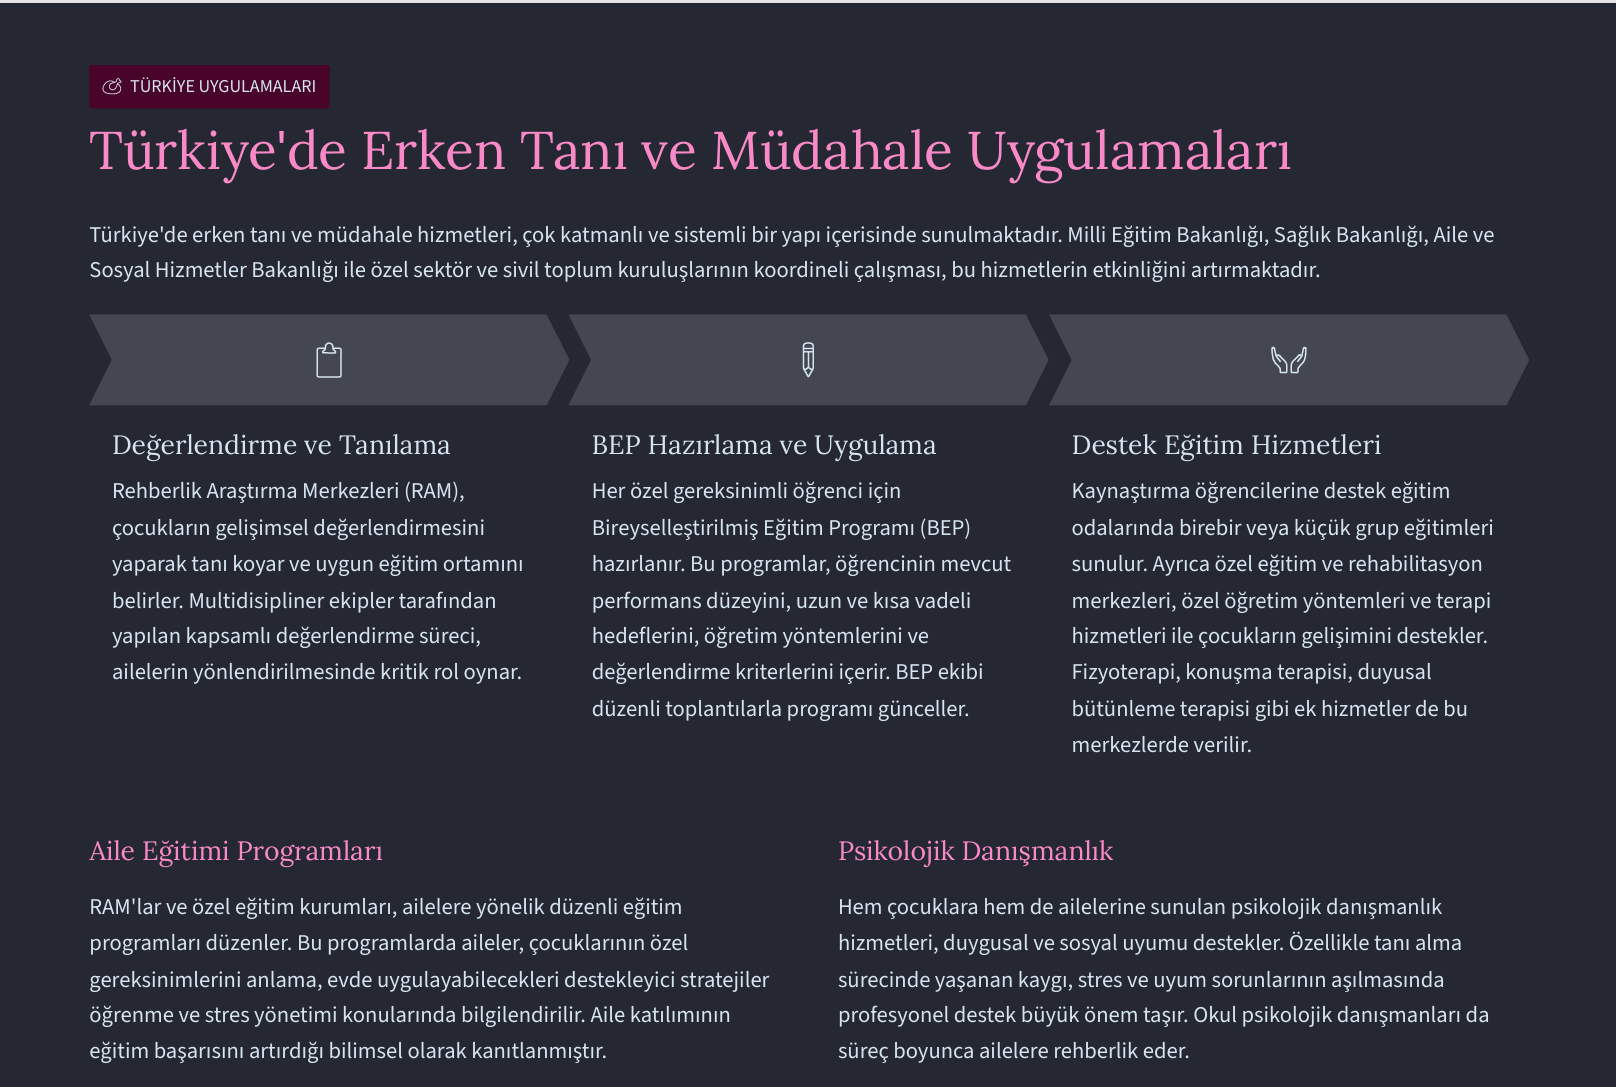 TÜRKİYE UYGULAMALARI
Türkiye'de Erken Tanı ve Müdahale Uygulamaları
Türkiye'de erken tanı ve müdahale hizmetleri, çok katmanlı ve sistemli bir yapı içerisinde sunulmaktadır. Milli Eğitim Bakanlığı, Sağlık Bakanlığı, Aile ve
Sosyal Hizmetler Bakanlığı ile özel sektör ve sivil toplum kuruluşlarının koordineli çalışması, bu hizmetlerin etkinliğini artırmaktadır.
Değerlendirme ve Tanılama
Rehberlik Araştırma Merkezleri (RAM),
çocukların gelişimsel değerlendirmesini
yaparak tanı koyar ve uygun eğitim ortamını
belirler. Multidisipliner ekipler tarafından
yapılan kapsamlı değerlendirme süreci,
ailelerin yönlendirilmesinde kritik rol oynar.
BEP Hazırlama ve Uygulama
Her özel gereksinimli öğrenci için
Bireyselleştirilmiş Eğitim Programı (BEP)
hazırlanır. Bu programlar, öğrencinin mevcut
performans düzeyini, uzun ve kısa vadeli
hedeflerini, öğretim yöntemlerini ve
değerlendirme kriterlerini içerir. BEP ekibi
düzenli toplantılarla programı günceller.
Destek Eğitim Hizmetleri
Kaynaştırma öğrencilerine destek eğitim
odalarında birebir veya küçük grup eğitimleri
sunulur. Ayrıca özel eğitim ve rehabilitasyon
merkezleri, özel öğretim yöntemleri ve terapi
hizmetleri ile çocukların gelişimini destekler.
Fizyoterapi, konuşma terapisi, duyusal
bütünleme terapisi gibi ek hizmetler de bu
merkezlerde verilir.
Aile Eğitimi Programları
RAM'lar ve özel eğitim kurumları, ailelere yönelik düzenli eğitim
programları düzenler. Bu programlarda aileler, çocuklarının özel
gereksinimlerini anlama, evde uygulayabilecekleri destekleyici stratejiler
öğrenme ve stres yönetimi konularında bilgilendirilir. Aile katılımının
eğitim başarısını artırdığı bilimsel olarak kanıtlanmıştır.
Psikolojik Danışmanlık
Hem çocuklara hem de ailelerine sunulan psikolojik danışmanlık
hizmetleri, duygusal ve sosyal uyumu destekler. Özellikle tanı alma
sürecinde yaşanan kaygı, stres ve uyum sorunlarının aşılmasında
profesyonel destek büyük önem taşır. Okul psikolojik danışmanları da
süreç boyunca ailelere rehberlik eder.